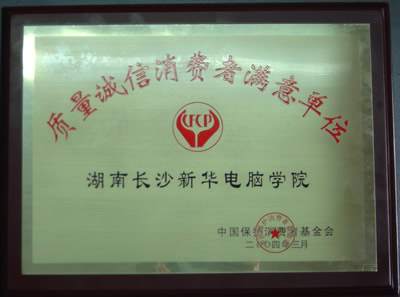 质量诚信消费者满意单位
CFCP
湖南长沙新华电脑学院
中国保护消费者基金会
二〇〇四年三月